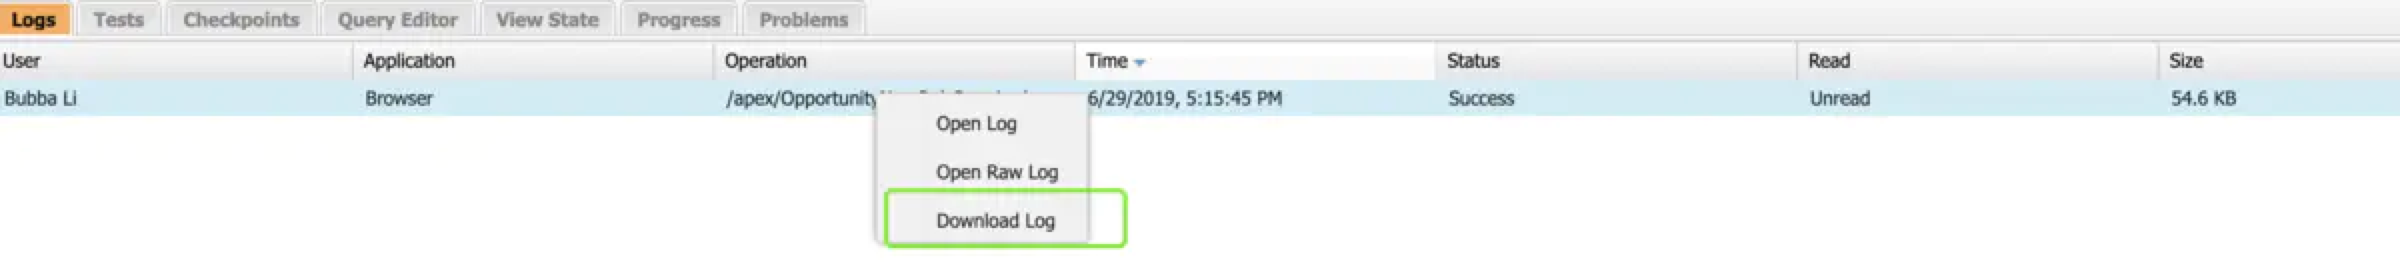 Logs Tests Checkpoints Query Editor View State Progress Problems
User Application Operation Time Status Read Size
Bubba Li Browser /apex/Opportunity 6/29/2019, 5:15:45 PM Success Unread 54.6 KB
Open Log
Open Raw Log
Download Log